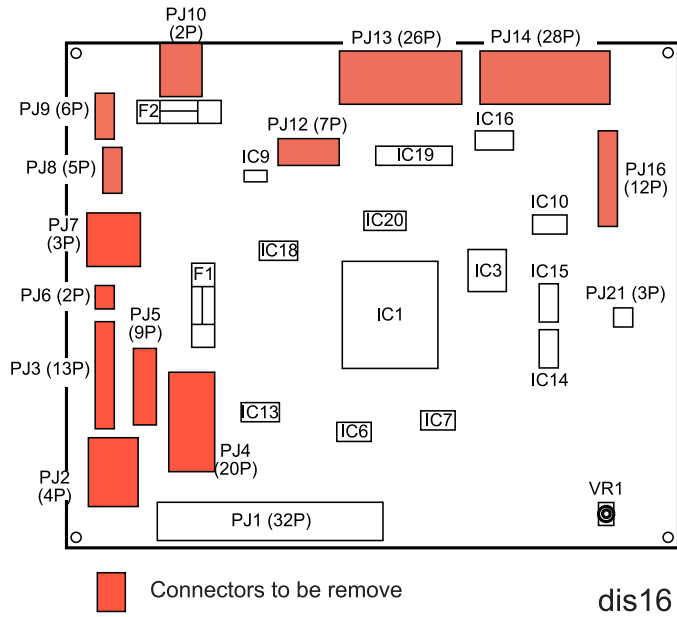 PJ10
(2P)
PJ13 (26P)
PJ14 (28P)
PJ9 (6P)
F2
PJ12 (7P)
IC16
PJ8 (5P)
IC9
IC19
PJ16
(12P)
PJ7
(3P)
IC20
IC10
IC18
IC3
F1
IC15
PJ6 (2P)
PJ21 (3P)
PJ5
(9P)
IC1
PJ3 (13P)
IC14
IC13
IC7
IC6
PJ4
(20P)
PJ2
(4P)
VR1
PJ1 (32P)
Connectors to be remove
dis16